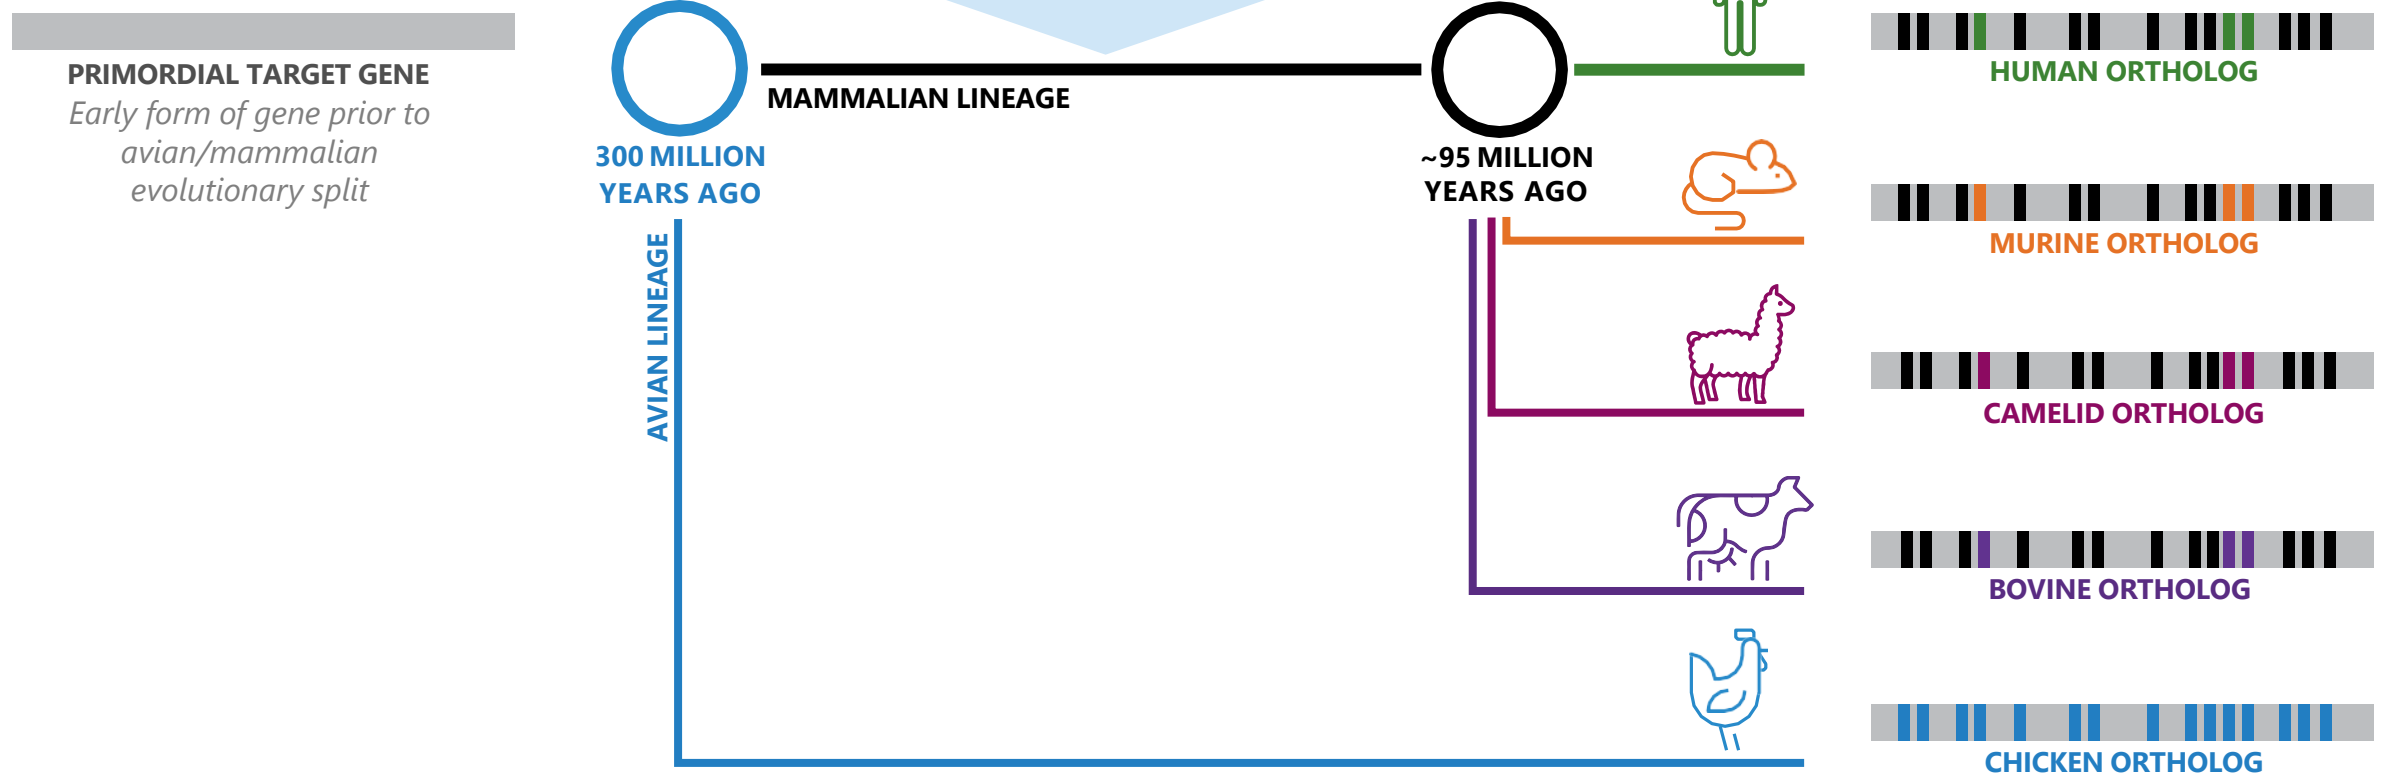 PRIMORDIAL TARGET GENE
Early form of gene prior to
avian/mammalian
evolutionary split
300 MILLION
YEARS AGO
MAMMALIAN LINEAGE
AVIAN LINEAGE
~95 MILLION
YEARS AGO
HUMAN ORTHOLOG
MURINE ORTHOLOG
CAMELID ORTHOLOG
BOVINE ORTHOLOG
CHICKEN ORTHOLOG